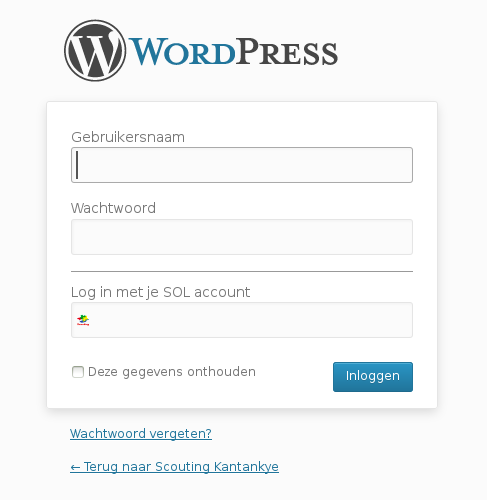 WORDPRESS
Gebruikersnaam
Wachtwoord
Log in met je SOL account
Deze gegevens onthouden
Inloggen
Wachtwoord vergeten?
← Terug naar Scouting Kantankye